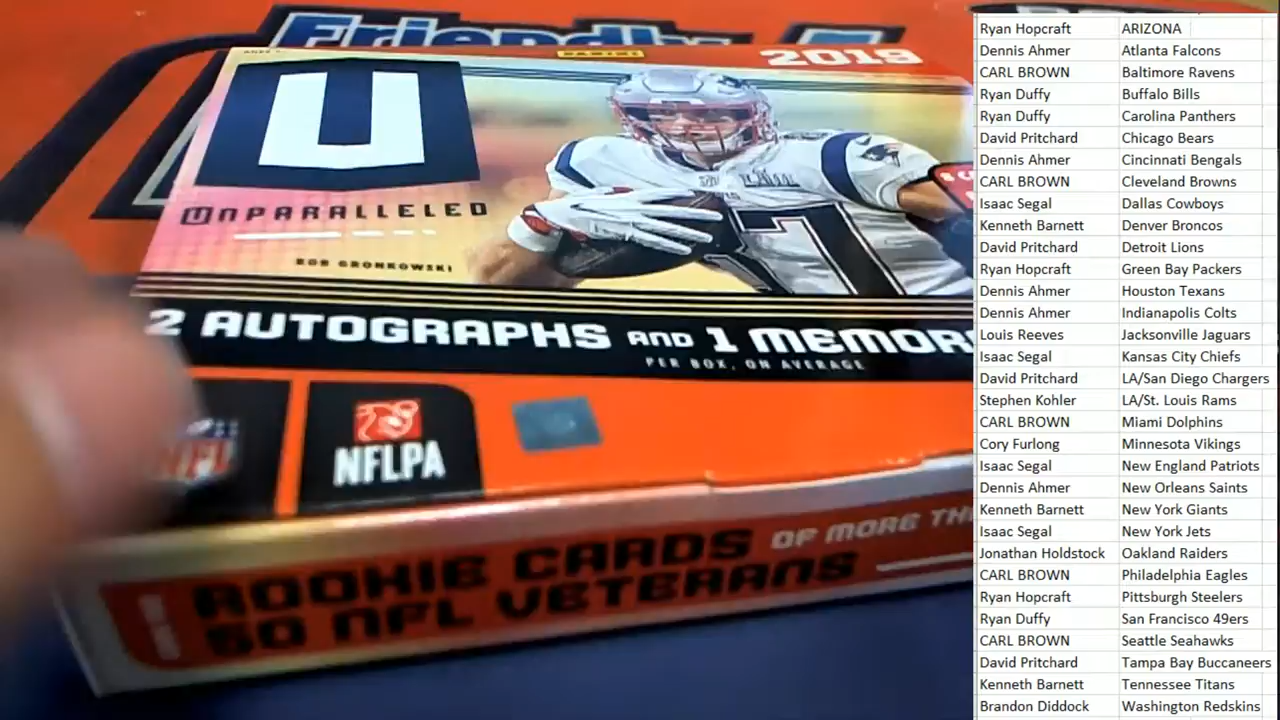 Friendly
PANINI
2019
U
UNPARALLELED
ROB GRONKOWSKI
2 AUTOGRAPHS AND 1 MEMOR
PER BOX, ON AVERAGE
NFL
NFLPA
ROOKIE CARDS OF MORE TH
50 NFL VETERANS
Ryan Hopcraft ARIZONA
Dennis Ahmer Atlanta Falcons
CARL BROWN Baltimore Ravens
Ryan Duffy Buffalo Bills
Ryan Duffy Carolina Panthers
David Pritchard Chicago Bears
Dennis Ahmer Cincinnati Bengals
CARL BROWN Cleveland Browns
Isaac Segal Dallas Cowboys
Kenneth Barnett Denver Broncos
David Pritchard Detroit Lions
Ryan Hopcraft Green Bay Packers
Dennis Ahmer Houston Texans
Dennis Ahmer Indianapolis Colts
Louis Reeves Jacksonville Jaguars
Isaac Segal Kansas City Chiefs
David Pritchard LA/San Diego Chargers
Stephen Kohler LA/St. Louis Rams
CARL BROWN Miami Dolphins
Cory Furlong Minnesota Vikings
Isaac Segal New England Patriots
Dennis Ahmer New Orleans Saints
Kenneth Barnett New York Giants
Isaac Segal New York Jets
Jonathan Holdstock Oakland Raiders
CARL BROWN Philadelphia Eagles
Ryan Hopcraft Pittsburgh Steelers
Ryan Duffy San Francisco 49ers
CARL BROWN Seattle Seahawks
David Pritchard Tampa Bay Buccaneers
Kenneth Barnett Tennessee Titans
Brandon Diddock Washington Redskins